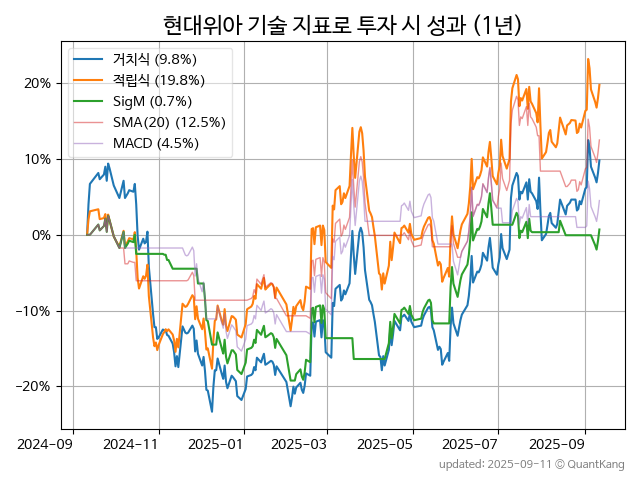 현대위아 기술 지표로 투자 시 성과 (1년)
거치식 (9.8%)
적립식 (19.8%)
SigM (0.7%)
SMA(20) (12.5%)
MACD (4.5%)
20%
10%
0%
−10%
−20%
2024-09 2024-11 2025-01 2025-03 2025-05 2025-07 2025-09
updated: 2025-09-11 © QuantKang